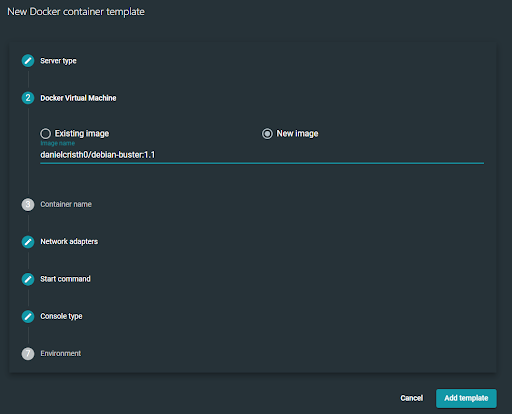 New Docker container template
Server type
2 Docker Virtual Machine
Existing image
New image
Image name
danielcristh0/debian-buster:1.1
3 Container name
Network adapters
Start command
Console type
7 Environment
Cancel
Add template